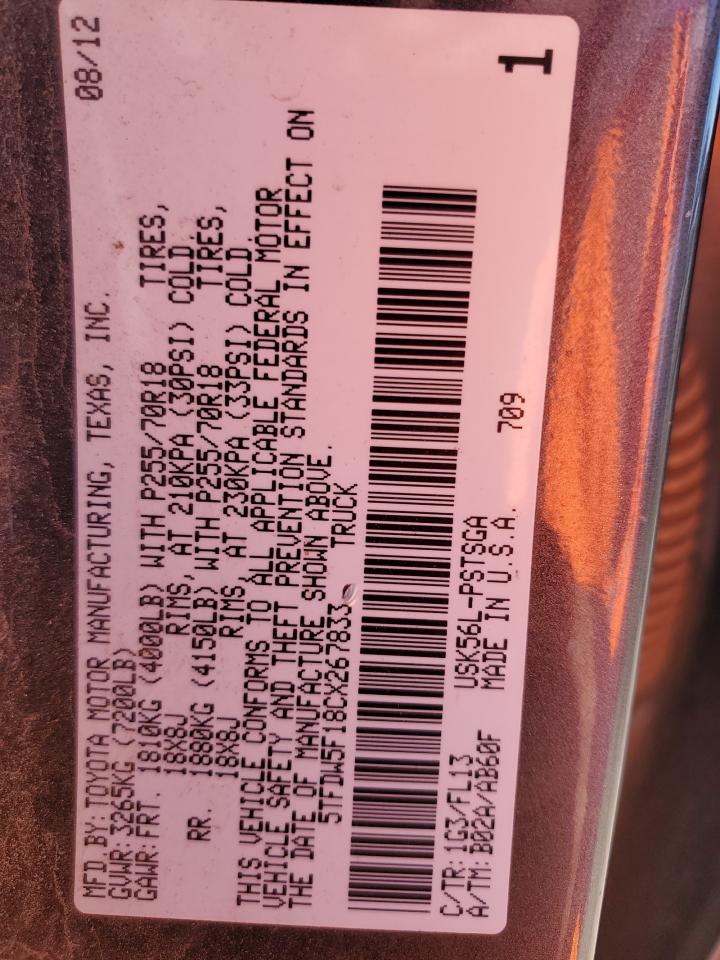 MFD BY: TOYOTA MOTOR MANUFACTURING, TEXAS, INC. 08/12
GVWR: 3265KG (7200LB)
GAWR: FRT. 1810KG (4000LB) WITH P255/70R18 TIRES,
18X8J RIMS, AT 210KPA (30PSI) COLD.
RR. 1880KG (4150LB) WITH P255/70R18 TIRES,
18X8J RIMS, AT 230KPA (33PSI) COLD.
THIS VEHICLE CONFORMS TO ALL APPLICABLE FEDERAL MOTOR
VEHICLE SAFETY AND THEFT PREVENTION STANDARDS IN EFFECT ON
THE DATE OF MANUFACTURE SHOWN ABOVE.
5TFDW5F18CX267833 TRUCK
C/TR: 1G3/FL13 USK56L-PSTSGA
A/TM: B02A/AB60F MADE IN U.S.A. 709
1